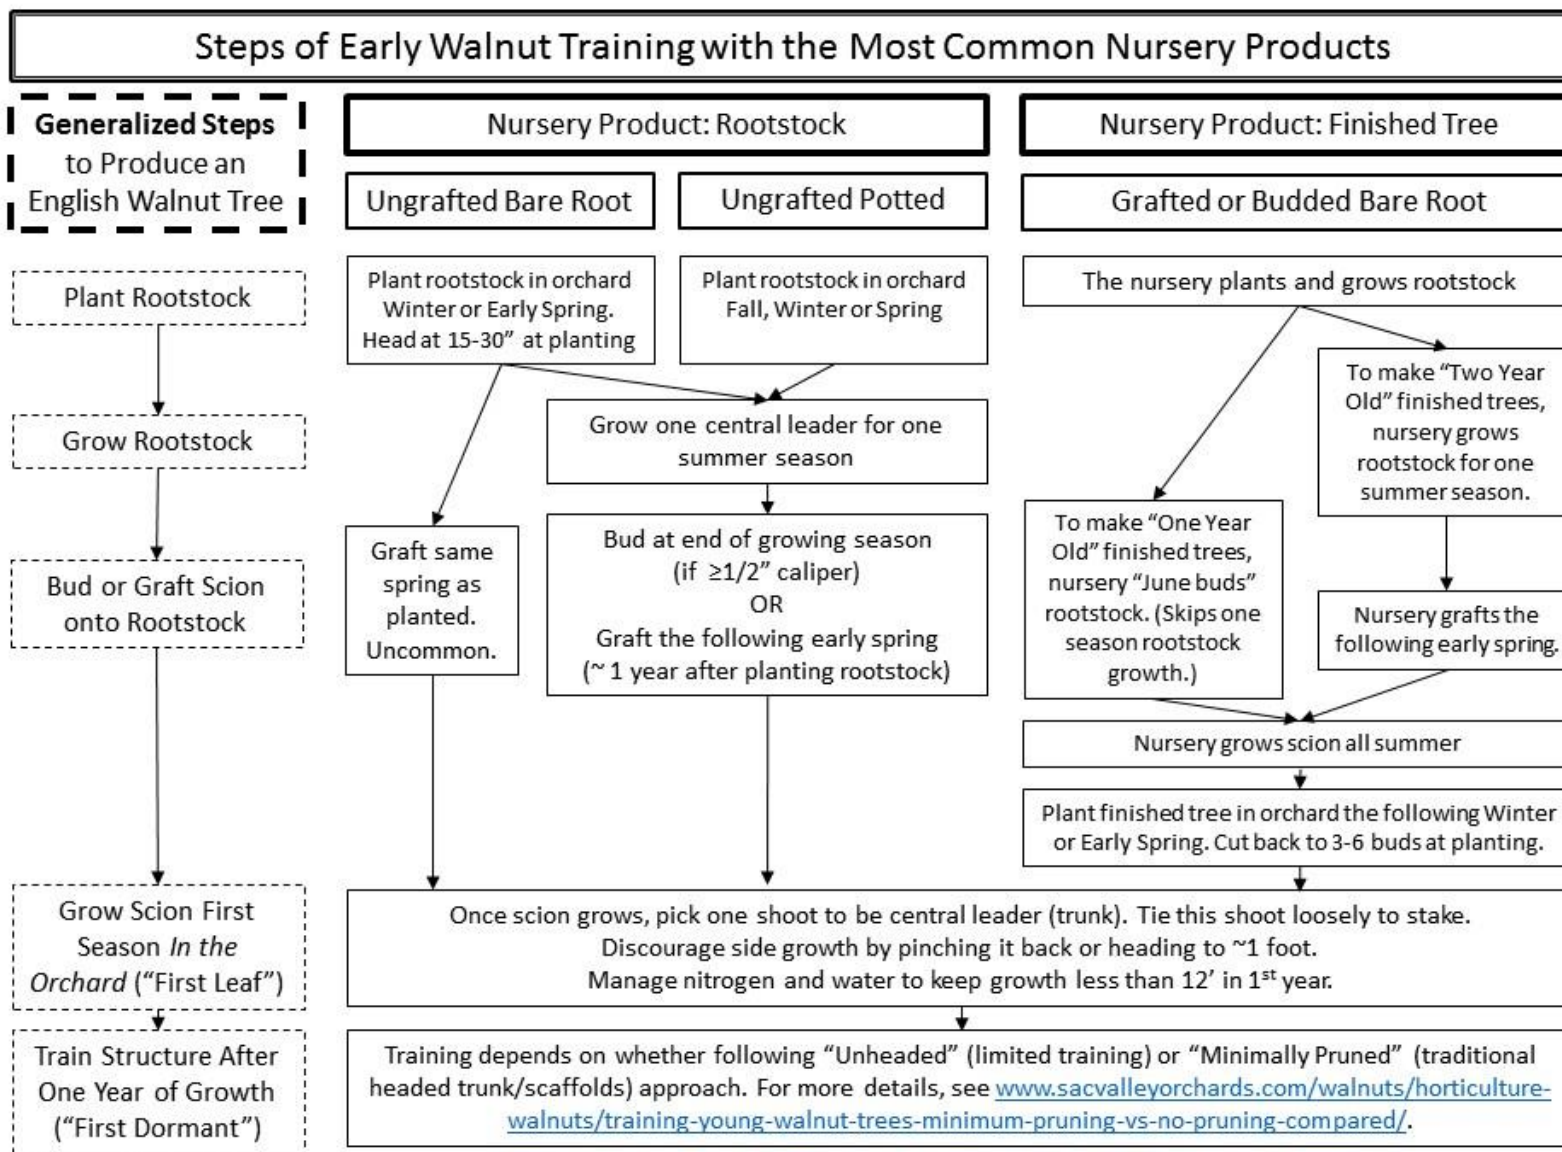 Steps of Early Walnut Training with the Most Common Nursery Products
Generalized Steps
to Produce an
English Walnut Tree
Nursery Product: Rootstock
Nursery Product: Finished Tree
Ungrafted Bare Root
Ungrafted Potted
Grafted or Budded Bare Root
Plant Rootstock
Grow Rootstock
Bud or Graft Scion
onto Rootstock
Grow Scion First
Season In the
Orchard (“First Leaf”)
Train Structure After
One Year of Growth
(“First Dormant”)
Plant rootstock in orchard
Winter or Early Spring.
Head at 15-30” at planting
Plant rootstock in orchard
Fall, Winter or Spring
Grow one central leader for one
summer season
Graft same
spring as
planted.
Uncommon.
Bud at end of growing season
(if ≥1/2” caliper)
OR
Graft the following early spring
(~ 1 year after planting rootstock)
The nursery plants and grows rootstock
To make “Two Year
Old” finished trees,
nursery grows
rootstock for one
summer season.
To make “One Year
Old” finished trees,
nursery “June buds”
rootstock. (Skips one
season rootstock
growth.)
Nursery grafts the
following early spring.
Nursery grows scion all summer
Plant finished tree in orchard the following Winter
or Early Spring. Cut back to 3-6 buds at planting.
Once scion grows, pick one shoot to be central leader (trunk). Tie this shoot loosely to stake.
Discourage side growth by pinching it back or heading to ~1 foot.
Manage nitrogen and water to keep growth less than 12’ in 1st year.
Training depends on whether following “Unheaded” (limited training) or “Minimally Pruned” (traditional
headed trunk/scaffolds) approach. For more details, see www.sacvalleyorchards.com/walnuts/horticulture-
walnuts/training-young-walnut-trees-minimum-pruning-vs-no-pruning-compared/.